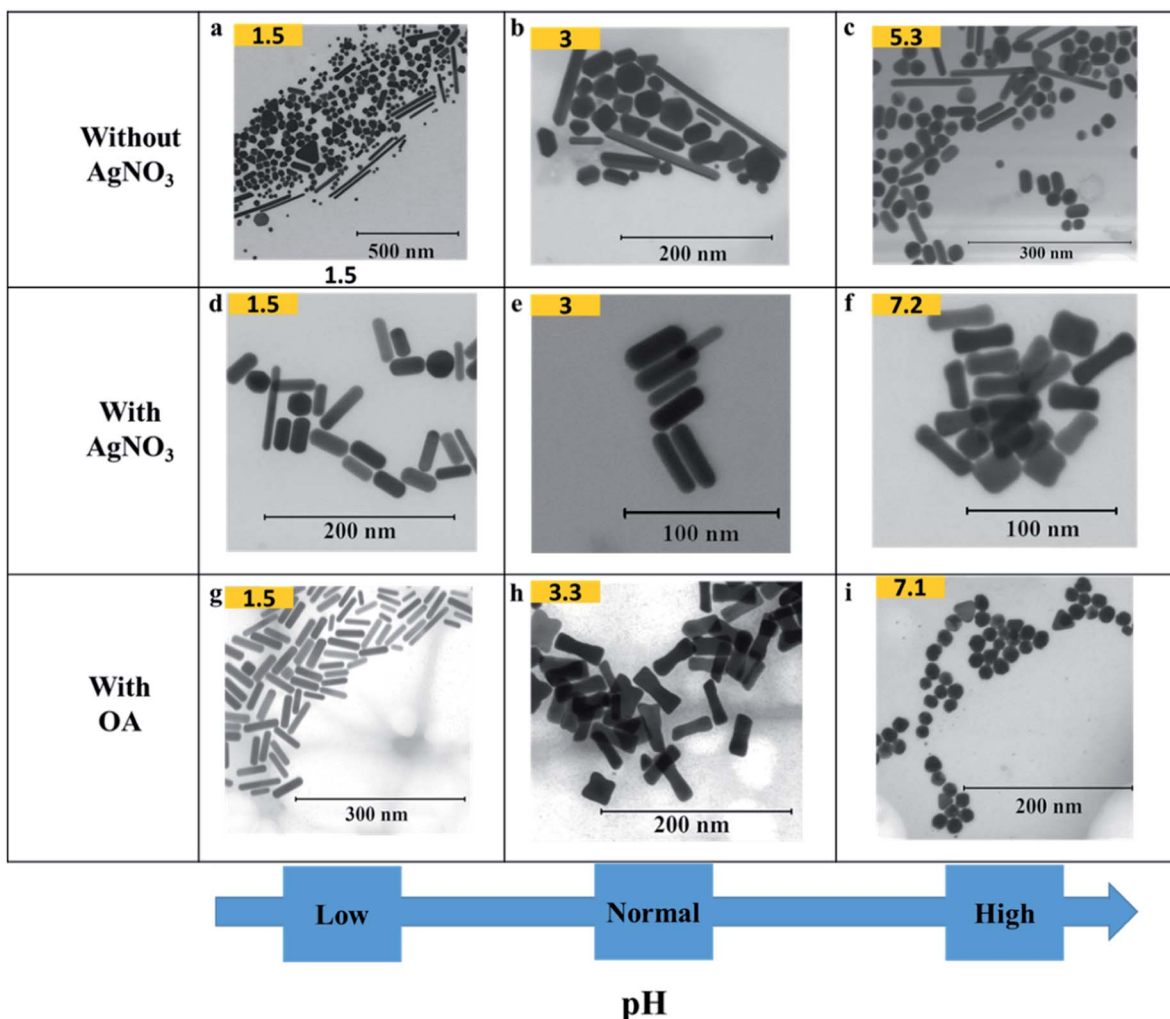 a 1.5
b 3
c 5.3
Without
AgNO₃
500 nm
200 nm
300 nm
1.5
d 1.5
e 3
f 7.2
With
AgNO₃
200 nm
100 nm
100 nm
g 1.5
h 3.3
i 7.1
With
OA
300 nm
200 nm
200 nm
Low
Normal
High
pH